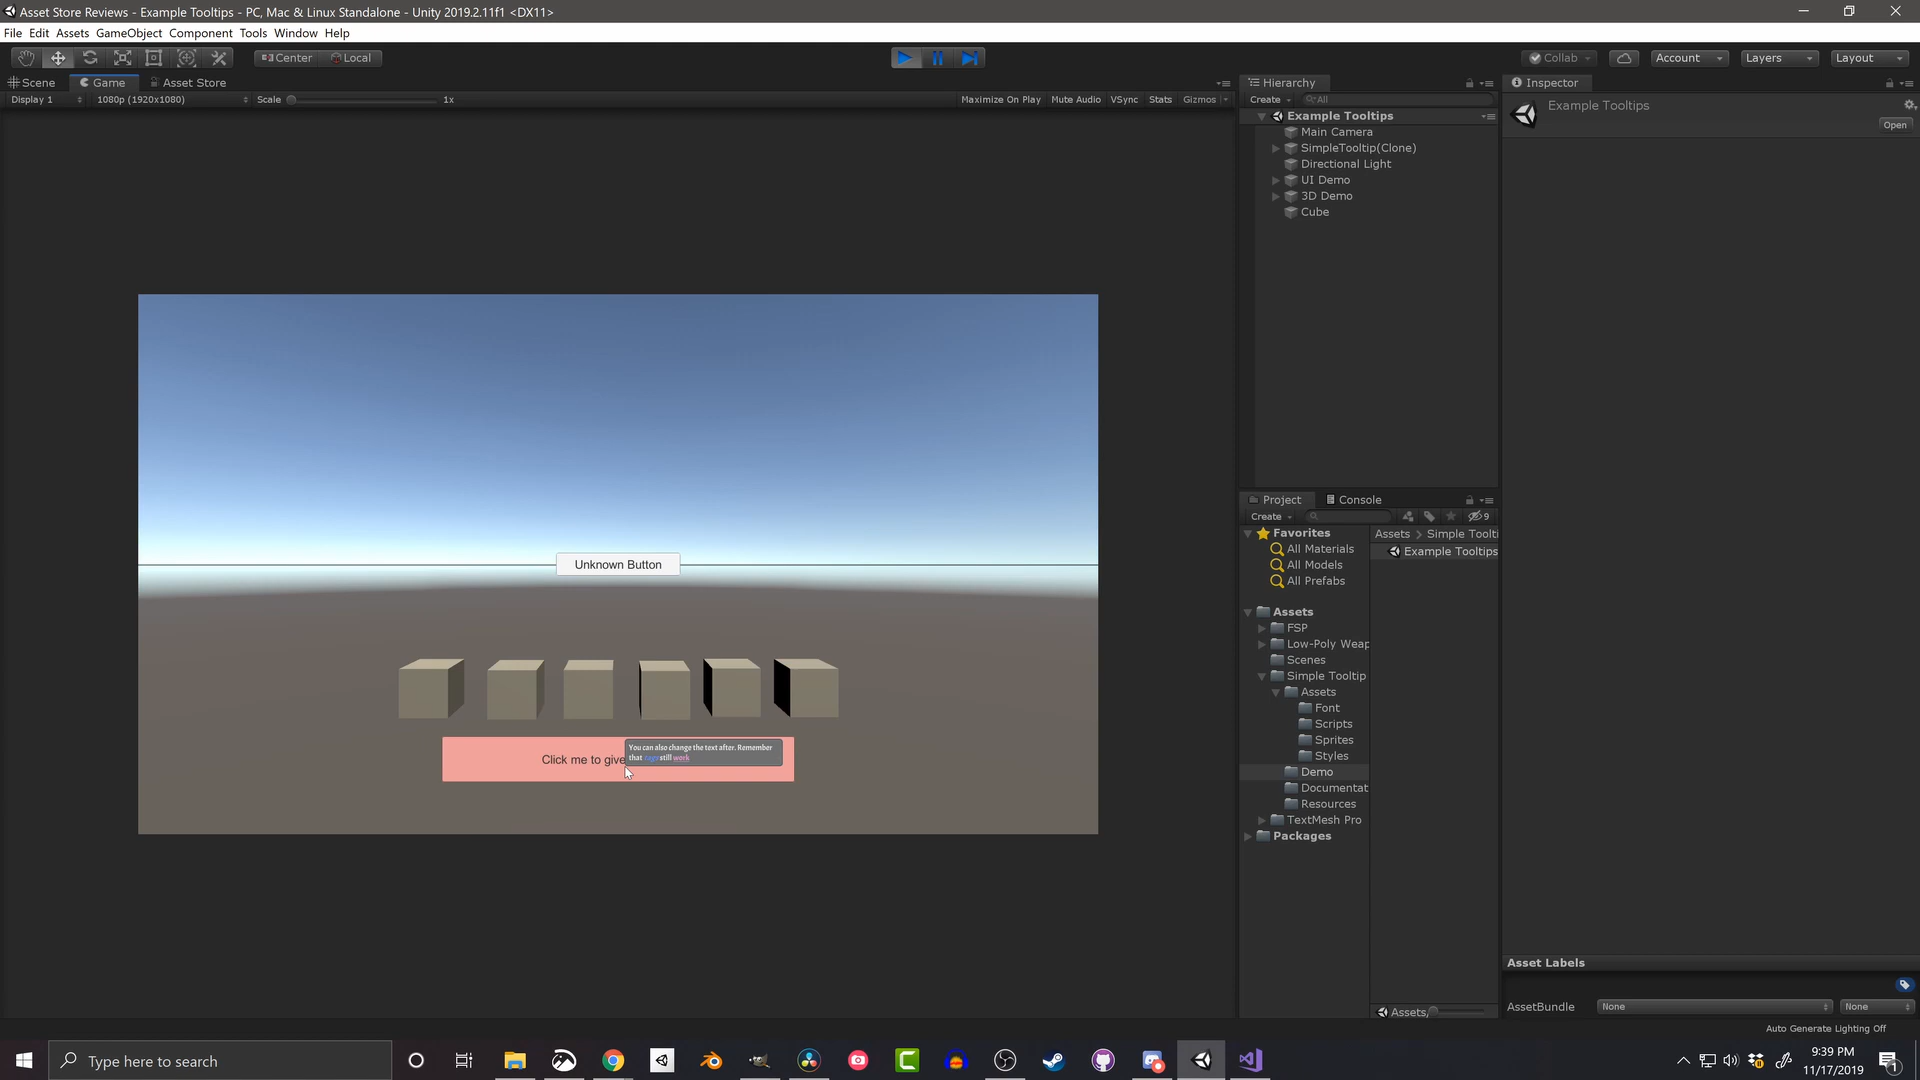 Asset Store Reviews - Example Tooltips - PC, Mac & Linux Standalone - Unity 2019.2.11f1 <DX11>
File Edit Assets GameObject Component Tools Window Help
Center Local
Collab Account Layers Layout
Scene Game Asset Store
Display 1 1080p (1920x1080) Scale 1x Maximize On Play Mute Audio VSync Stats Gizmos
Unknown Button
Click me to give
You can also change the text after. Remember
that still work
Hierarchy
Create All
Example Tooltips
Main Camera
SimpleTooltip(Clone)
Directional Light
UI Demo
3D Demo
Cube
Project Console
Create 9
Favorites
All Materials
All Models
All Prefabs
Assets
FSP
Low-Poly Weap
Scenes
Simple Tooltip
Assets
Font
Scripts
Sprites
Styles
Demo
Documentat
Resources
TextMesh Pro
Packages
Assets > Simple Toolti
Example Tooltips
Assets/
Inspector
Example Tooltips
Open
Asset Labels
AssetBundle None None
Auto Generate Lighting Off
Type here to search
9:39 PM
11/17/2019
1